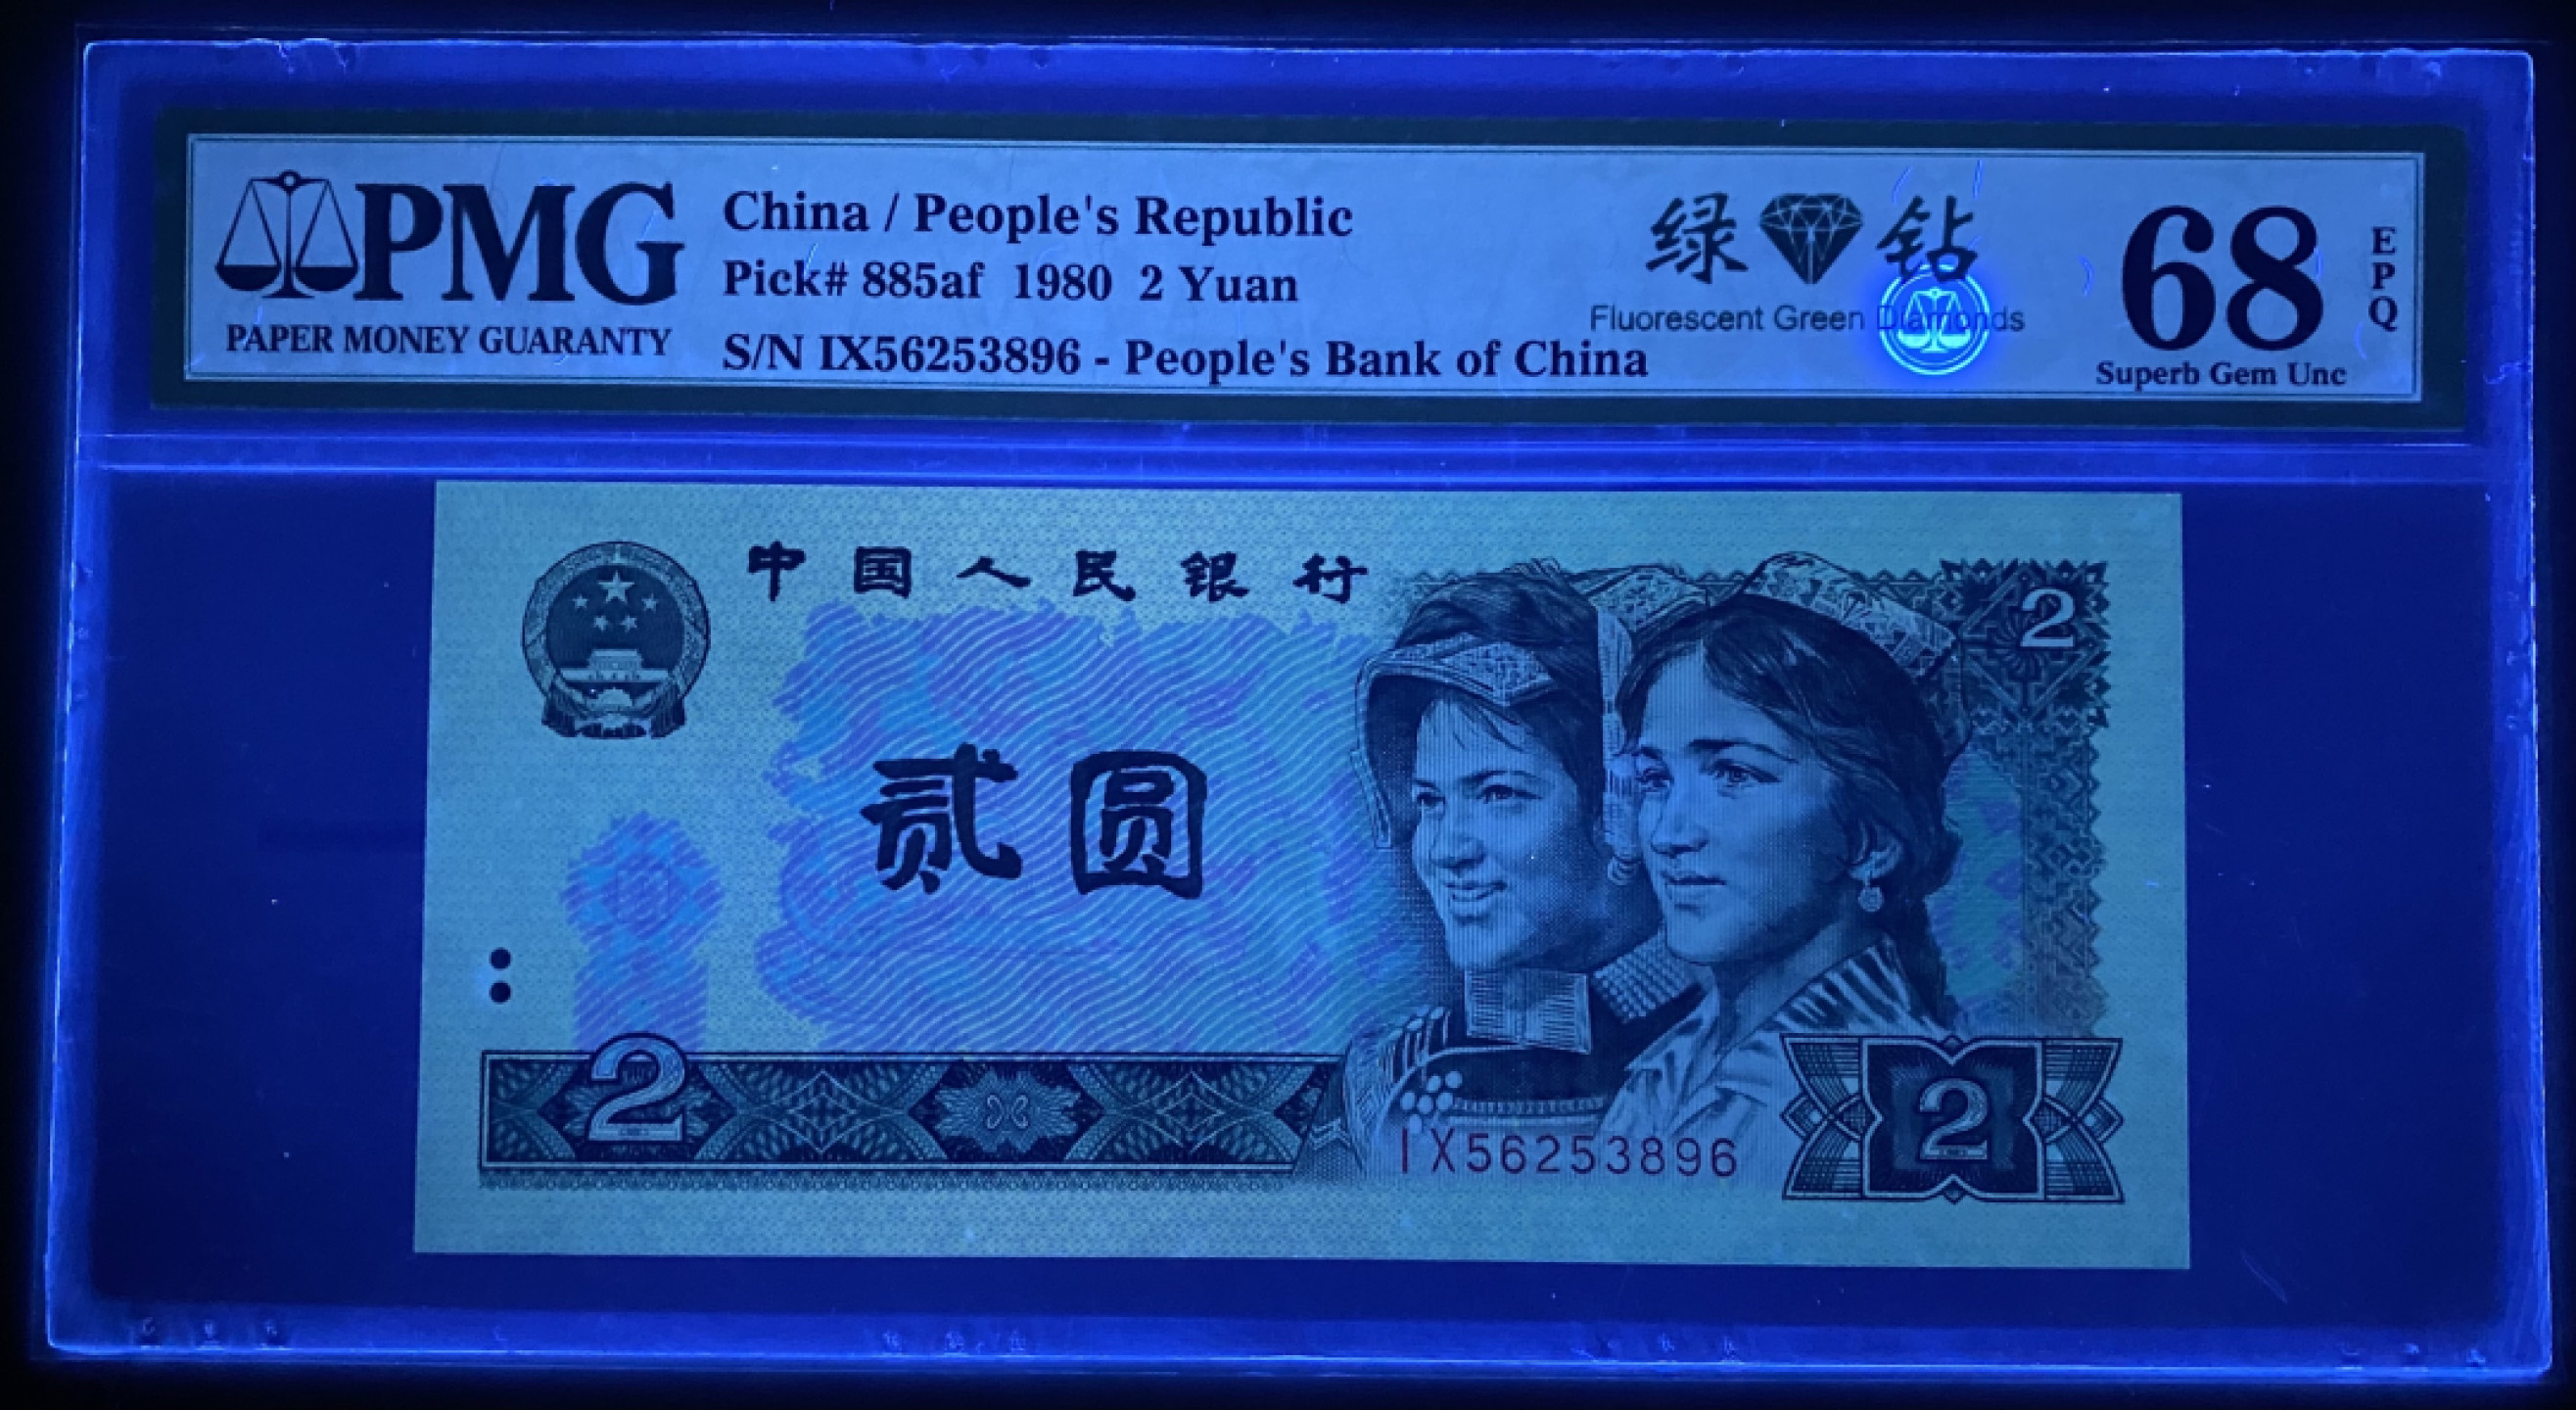 PMG
PAPER MONEY GUARANTY
China / People's Republic
Pick# 885af 1980 2 Yuan
S/N IX56253896 - People's Bank of China
绿 钻
Fluorescent Green Diamonds
68
EPQ
Superb Gem Unc
中国人民银行
2
贰圆
2
IX56253896
2